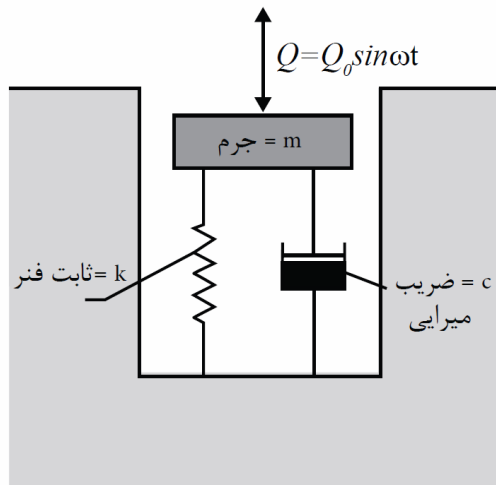 Q=Q₀sinωt
جرم = m
ثابت فنر= k
ضریب = c
میرایی